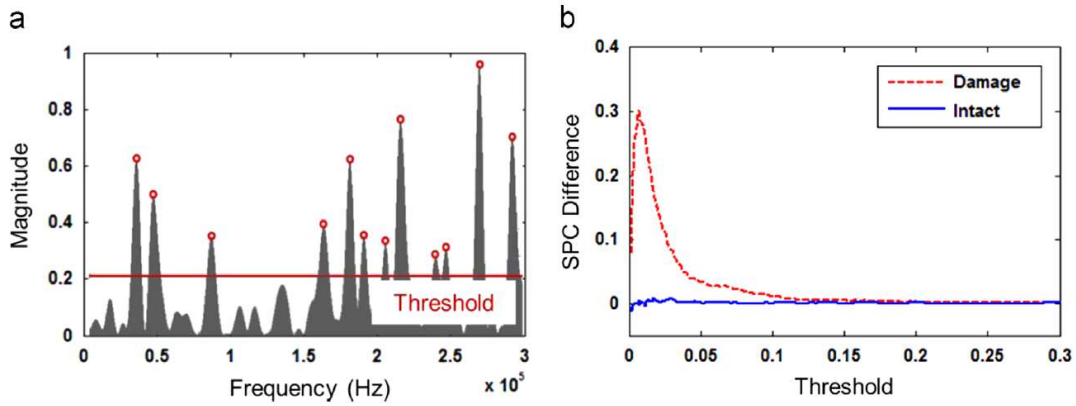 a
1
0.8
0.6
0.4
0.2
0
Magnitude
Threshold
0 0.5 1 1.5 2 2.5 3
x 10^5
Frequency (Hz)
b
0.4
0.3
0.2
0.1
0
SPC Difference
Damage
Intact
0 0.05 0.1 0.15 0.2 0.25 0.3
Threshold